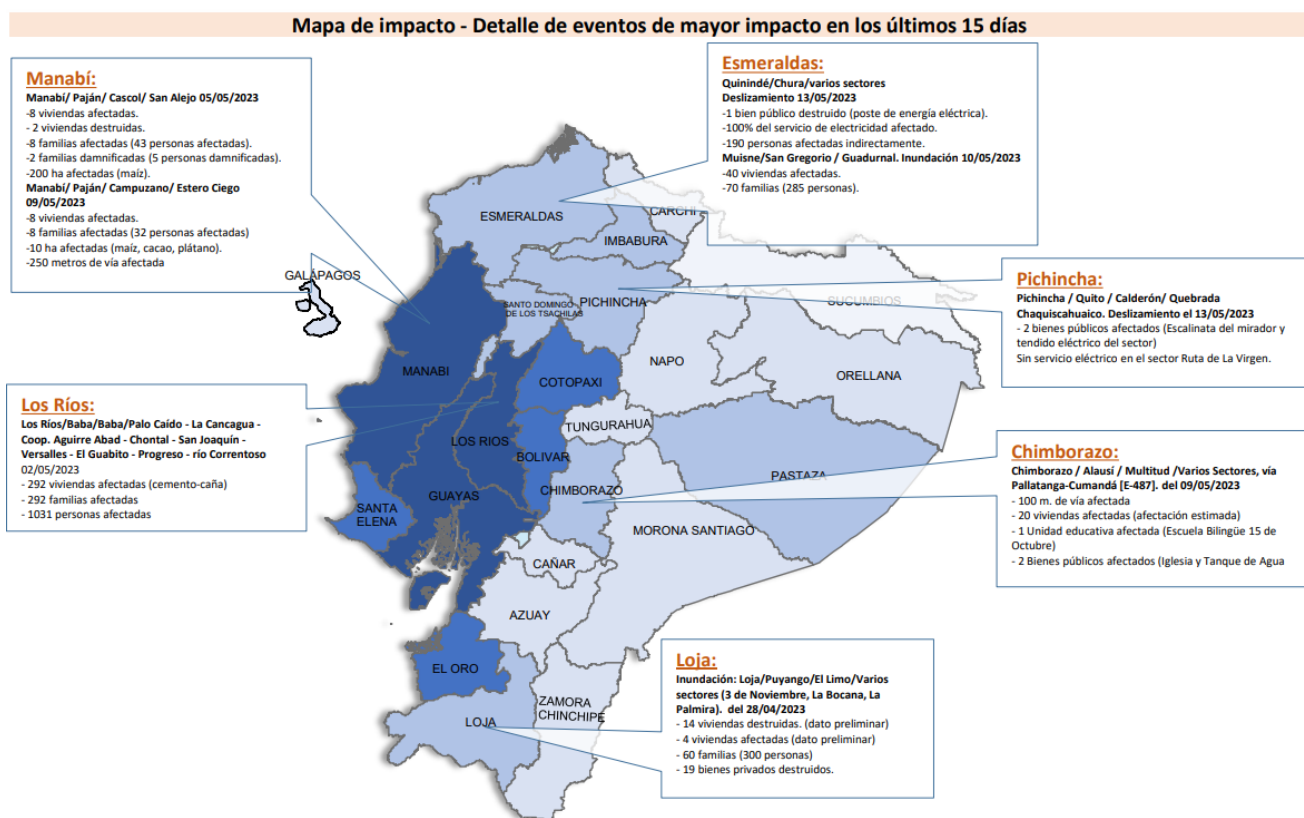 Mapa de impacto - Detalle de eventos de mayor impacto en los últimos 15 días
Manabí:
Manabí/ Paján/ Cascol/ San Alejo 05/05/2023
-8 viviendas afectadas.
- 2 viviendas destruidas.
-8 familias afectadas (43 personas afectadas).
-2 familias damnificadas (5 personas damnificadas).
-200 ha afectadas (maíz).
Manabí/ Paján/ Campuzano/ Estero Ciego
09/05/2023
-8 viviendas afectadas.
-8 familias afectadas (32 personas afectadas)
-10 ha afectadas (maíz, cacao, plátano).
-250 metros de vía afectada
Esmeraldas:
Quinindé/Chura/varios sectores
Deslizamiento 13/05/2023
-1 bien público destruido (poste de energía eléctrica).
-100% del servicio de electricidad afectado.
-190 personas afectadas indirectamente.
Muisne/San Gregorio / Guadurnal. Inundación 10/05/2023
-40 viviendas afectadas.
-70 familias (285 personas).
Pichincha:
Pichincha / Quito / Calderón/ Quebrada
Chaquiscahuaico. Deslizamiento el 13/05/2023
- 2 bienes públicos afectados (Escalinata del mirador y
tendido eléctrico del sector)
Sin servicio eléctrico en el sector Ruta de La Virgen.
Los Ríos:
Los Ríos/Baba/Baba/Palo Caído - La Cancagua -
Coop. Aguirre Abad - Chontal - San Joaquín -
Versalles - El Guabito - Progreso - río Correntoso
02/05/2023
- 292 viviendas afectadas (cemento-caña)
- 292 familias afectadas
- 1031 personas afectadas
Chimborazo:
Chimborazo / Alausí / Multitud /Varios Sectores, vía
Pallatanga-Cumandá [E-487]. del 09/05/2023
- 100 m. de vía afectada
- 20 viviendas afectadas (afectación estimada)
- 1 Unidad educativa afectada (Escuela Bilingüe 15 de
Octubre)
- 2 Bienes públicos afectados (Iglesia y Tanque de Agua
Loja:
Inundación: Loja/Puyango/El Limo/Varios
sectores (3 de Noviembre, La Bocana, La
Palmira). del 28/04/2023
- 14 viviendas destruidas. (dato preliminar)
- 4 viviendas afectadas (dato preliminar)
- 60 familias (300 personas)
- 19 bienes privados destruidos.
ESMERALDAS
CARCHI
IMBABURA
GALÁPAGOS
SANTO DOMINGO
DE LOS TSACHILAS
PICHINCHA
SUCUMBIOS
NAPO
ORELLANA
MANABI
COTOPAXI
TUNGURAHUA
LOS RIOS
BOLIVAR
PASTAZA
CHIMBORAZO
GUAYAS
SANTA
ELENA
MORONA SANTIAGO
CAÑAR
AZUAY
EL ORO
ZAMORA
CHINCHIPE
LOJA